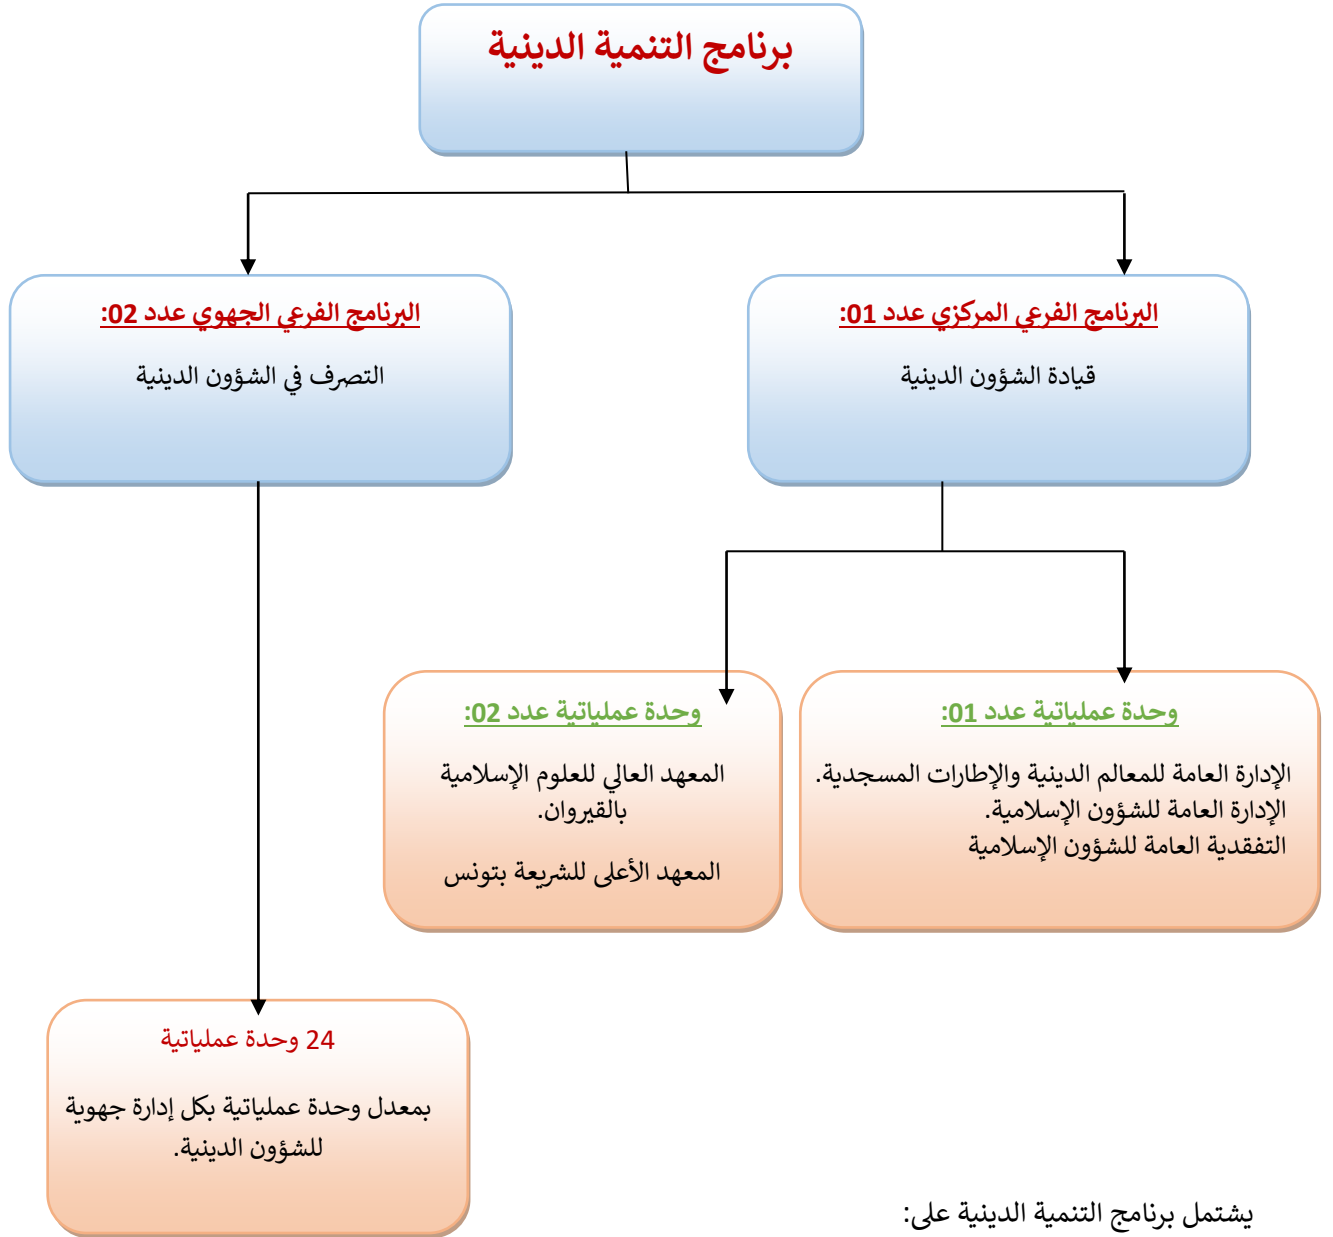 برنامج التنمية الدينية
البرنامج الفرعي المركزي عدد 01:
قيادة الشؤون الدينية
البرنامج الفرعي الجهوي عدد 02:
التصرف في الشؤون الدينية
وحدة عملياتية عدد 01:
الإدارة العامة للمعالم الدينية والإطارات المسجدية.
الإدارة العامة للشؤون الإسلامية.
التفقدية العامة للشؤون الإسلامية
وحدة عملياتية عدد 02:
المعهد العالي للعلوم الإسلامية
بالقيروان.
المعهد الأعلى للشريعة بتونس
24 وحدة عملياتية
بمعدل وحدة عملياتية بكل إدارة جهوية
للشؤون الدينية.
يشتمل برنامج التنمية الدينية على: